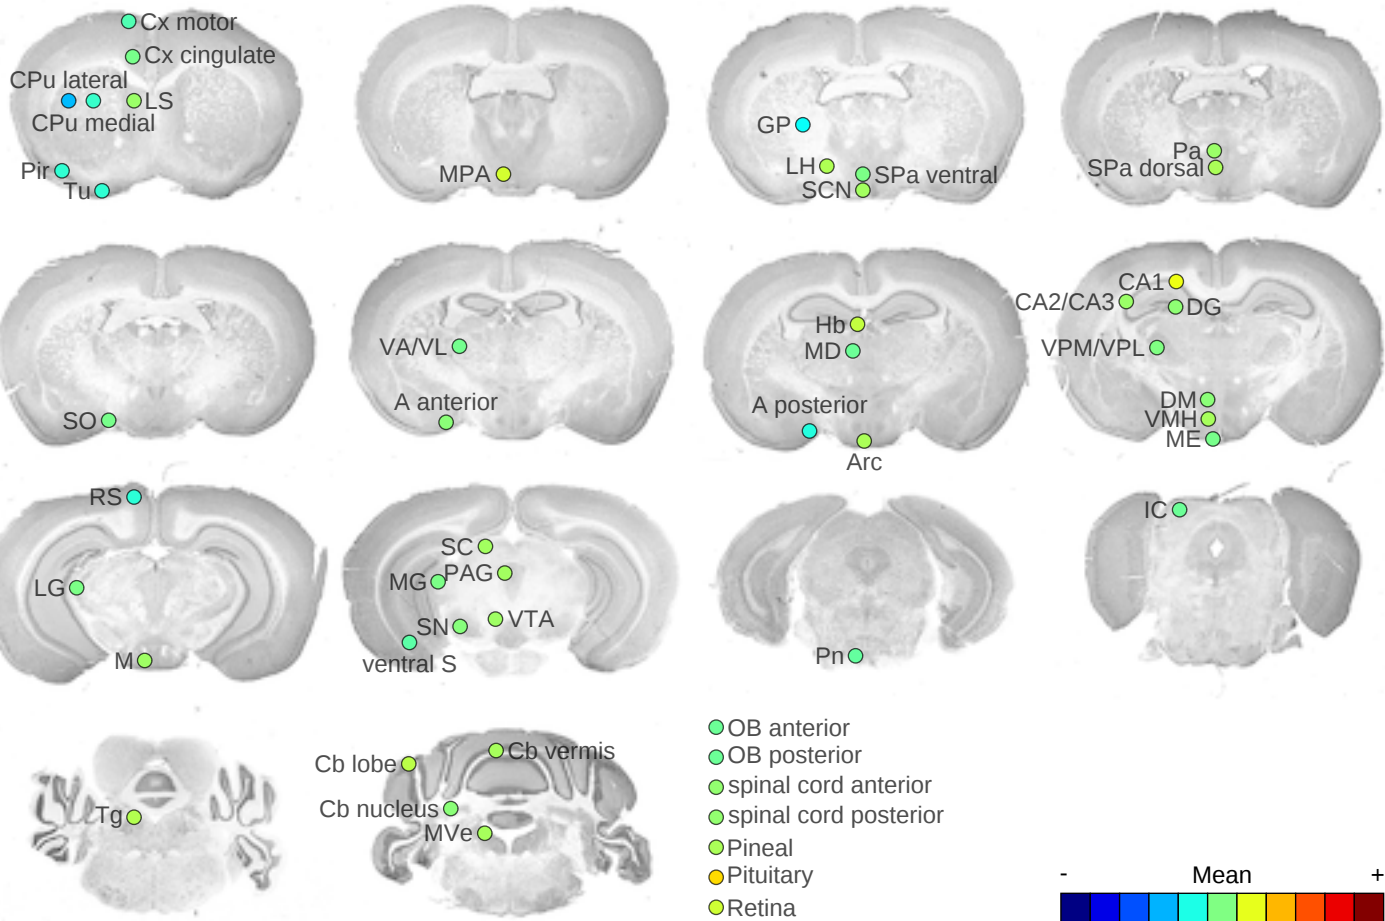 Cx motor
Cx cingulate
CPu lateral
LS
CPu medial
Pir
Tu
MPA
GP
LH
SPa ventral
SCN
Pa
SPa dorsal
SO
VA/VL
A anterior
Hb
MD
A posterior
Arc
CA1
CA2/CA3
DG
VPM/VPL
DM
VMH
ME
RS
LG
M
SC
PAG
MG
VTA
SN
ventral S
Pn
IC
Tg
Cb vermis
Cb lobe
Cb nucleus
MVe
OB anterior
OB posterior
spinal cord anterior
spinal cord posterior
Pineal
Pituitary
Retina
- Mean +